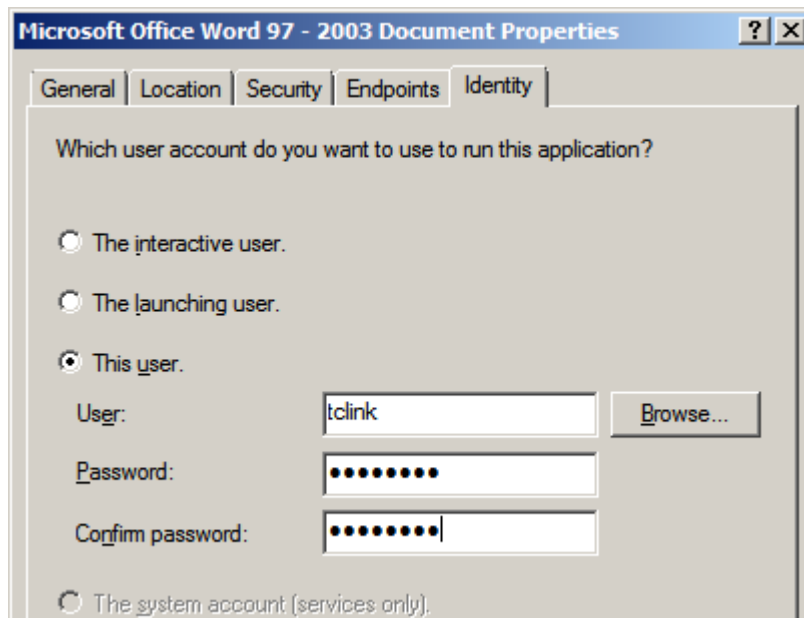 Microsoft Office Word 97 - 2003 Document Properties
General Location Security Endpoints Identity
Which user account do you want to use to run this application?
The interactive user.
The launching user.
This user.
User: tclink Browse...
Password: ●●●●●●●●
Confirm password: ●●●●●●●●
The system account (services only).